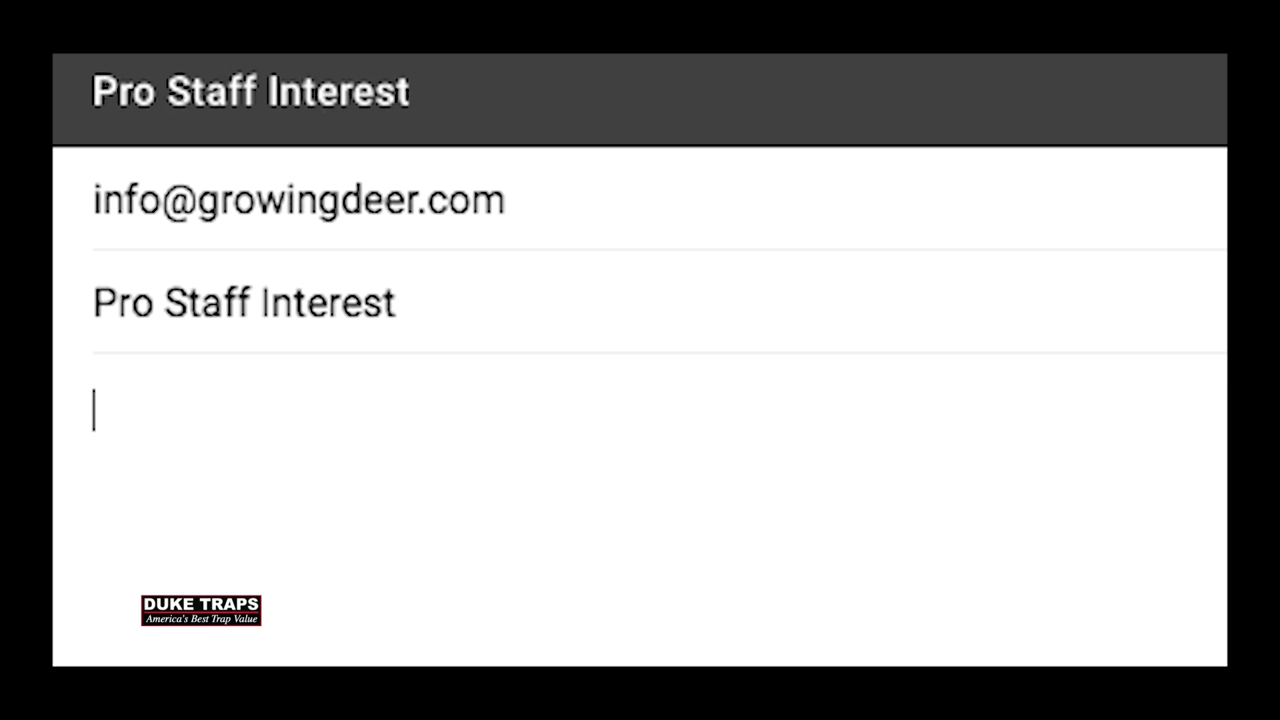 Pro Staff Interest
info@growingdeer.com
Pro Staff Interest
DUKE TRAPS
America's Best Trap Value